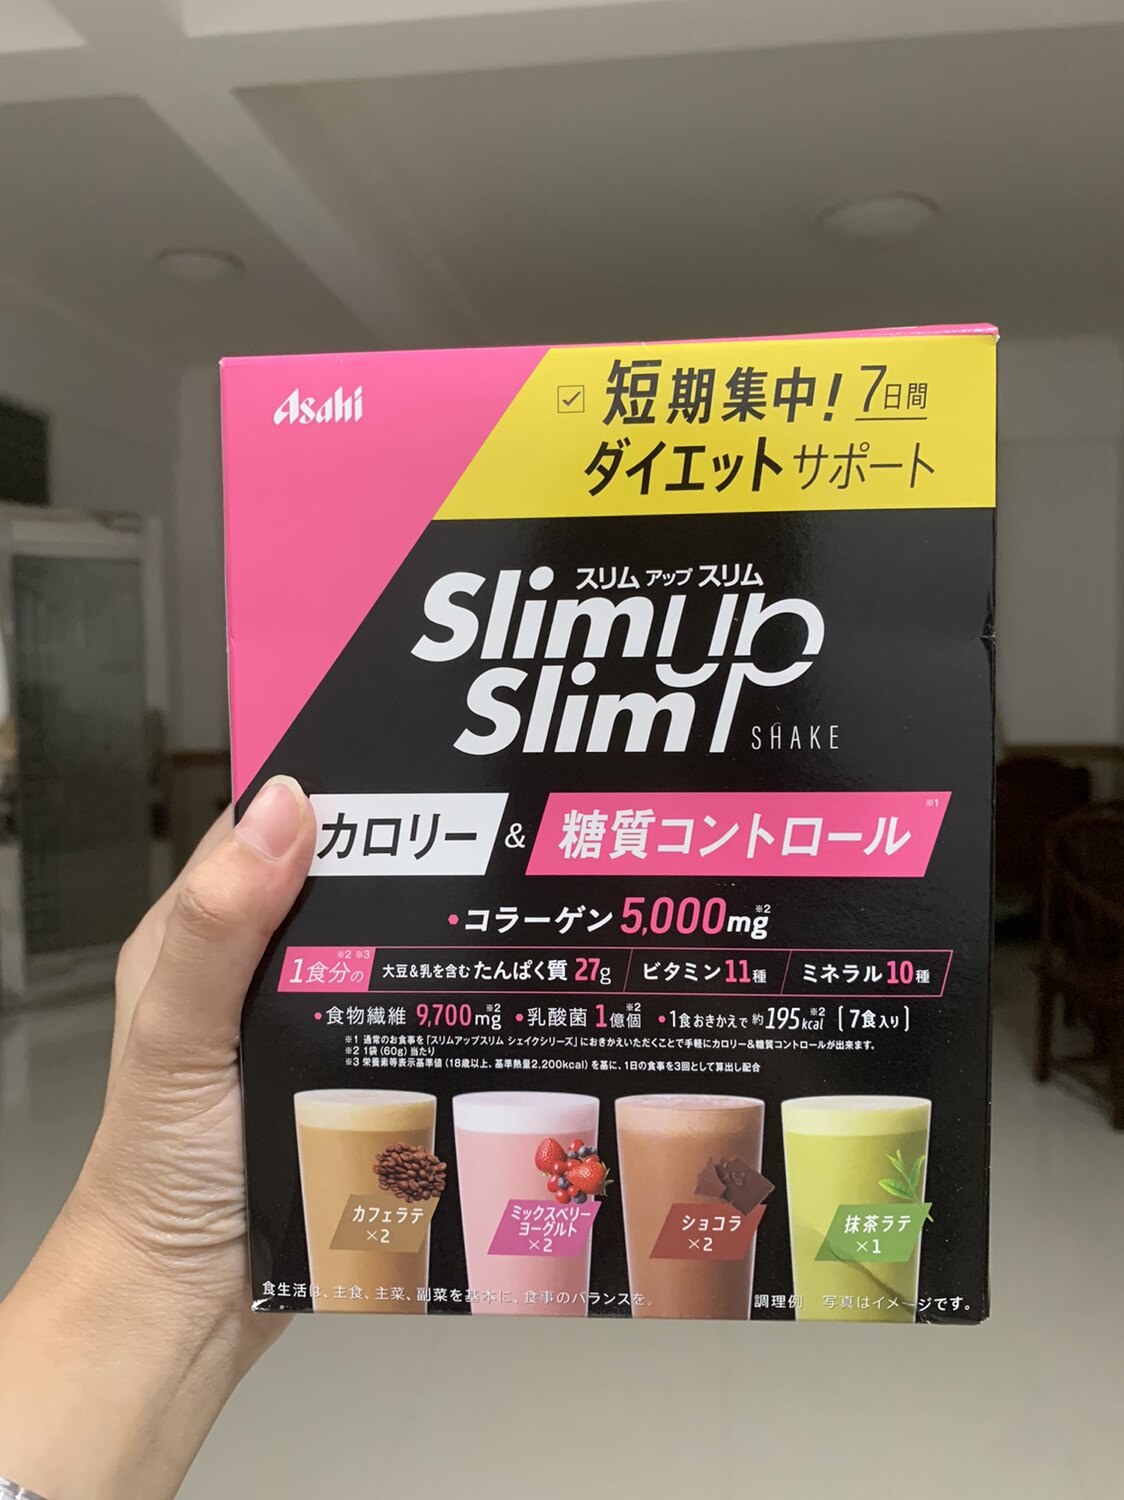 Asahi
短期集中! 7日間
ダイエットサポート
スリムアップスリム
Slimup
Slim
SHAKE
カロリー & 糖質コントロール※1
•コラーゲン 5,000mg※2
1食分の※2 ※3 大豆&乳を含むたんぱく質 27g ビタミン11種 ミネラル10種
•食物繊維 9,700mg※2 •乳酸菌 1億個※2 •1食おきかえで 約195kcal※2 [7食入り]
※1 通常のお食事を「スリムアップスリム シェイクシリーズ」におきかえいただくことで手軽にカロリー&糖質コントロールが出来ます。
※2 1袋(60g)当たり
※3 栄養素等表示基準値(18歳以上、基準熱量2,200kcal)を基に、1日の食事を3回として算出し配合
カフェラテ
×2
ミックスベリー
ヨーグルト
×2
ショコラ
×2
抹茶ラテ
×1
食生活は、主食、主菜、副菜を基本に、食事のバランスを。
調理例 写真はイメージです。